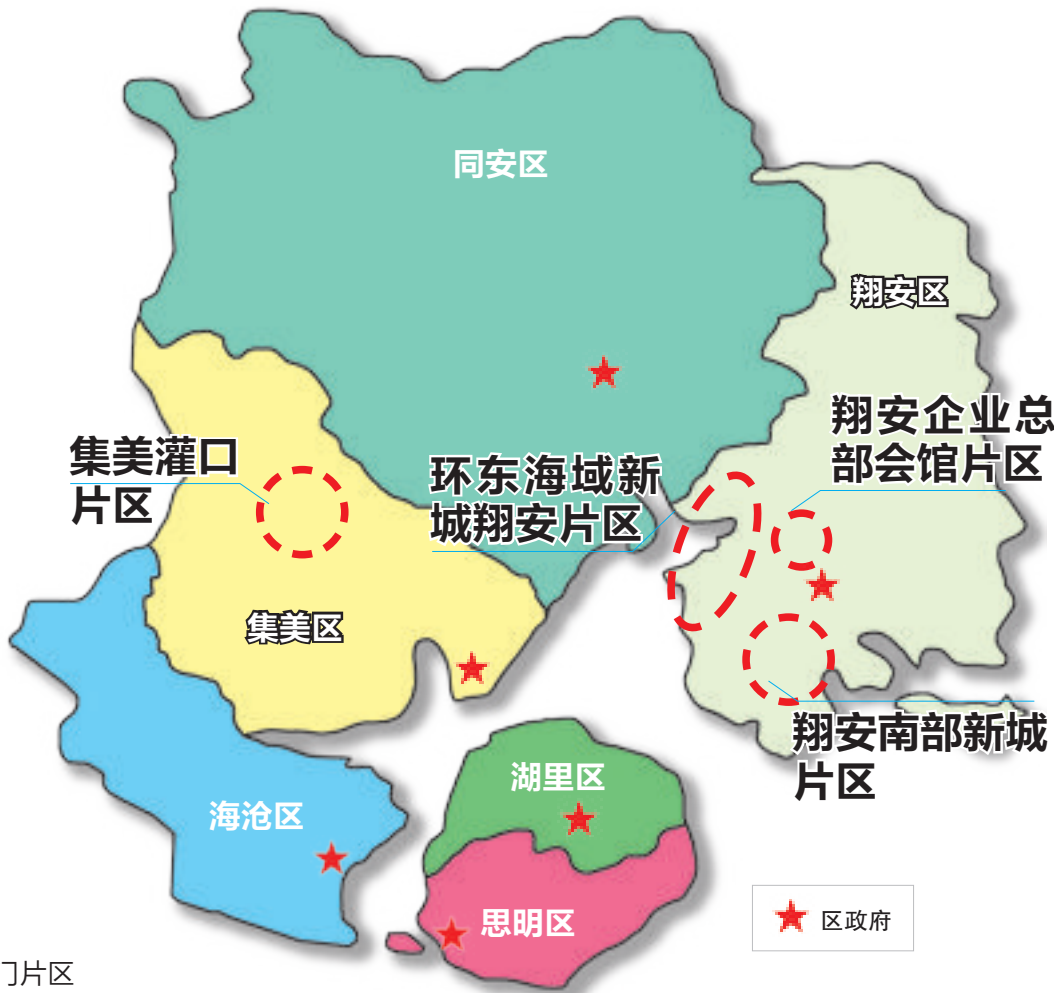 同安区
翔安区
翔安企业总
部会馆片区
集美灌口
片区
环东海域新
城翔安片区
集美区
翔安南部新城
片区
湖里区
海沧区
思明区
区政府
片区